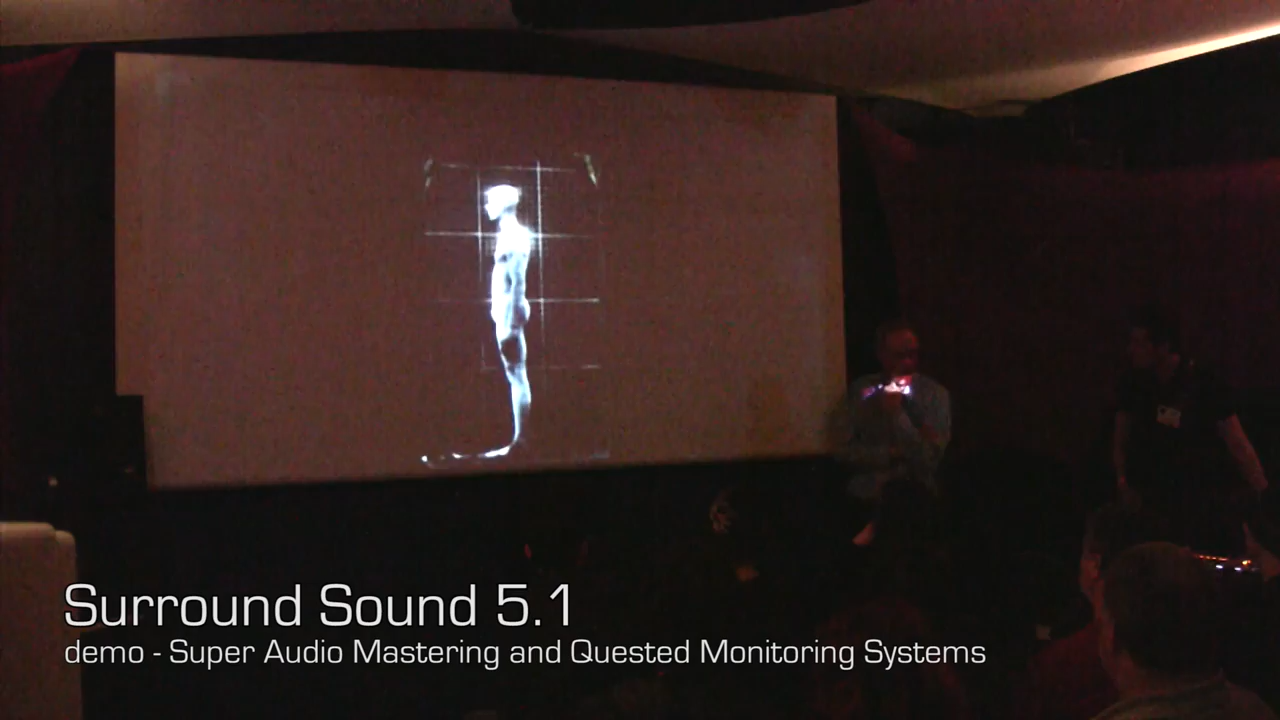 Surround Sound 5.1
demo - Super Audio Mastering and Quested Monitoring Systems